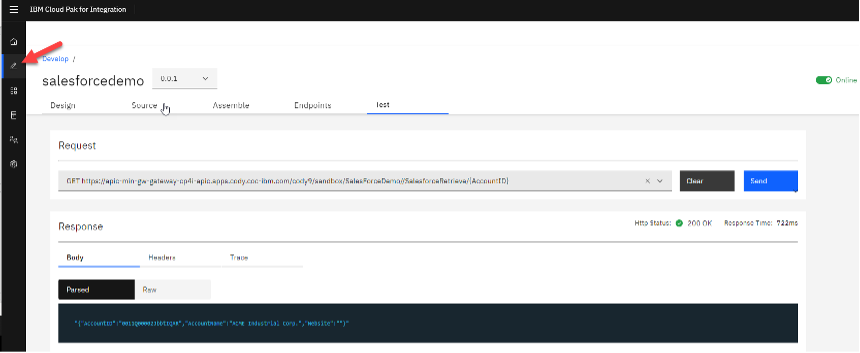 IBM Cloud Pak for Integration
Develop /
salesforcedemo 0.0.1
Online
Design Source Assemble Endpoints Test
Request
GET https://apic-min-gw-gateway-cp4i-apic.apps.cody.coc-ibm.com/cody9/sandbox/SalesForceDemo//SalesforceRetrieve/{AccountID}
Clear Send
Response Http Status: 200 OK Response Time: 722ms
Body Headers Trace
Parsed Raw
"AccountName":"ACME Industrial Corp.","Website":""}"